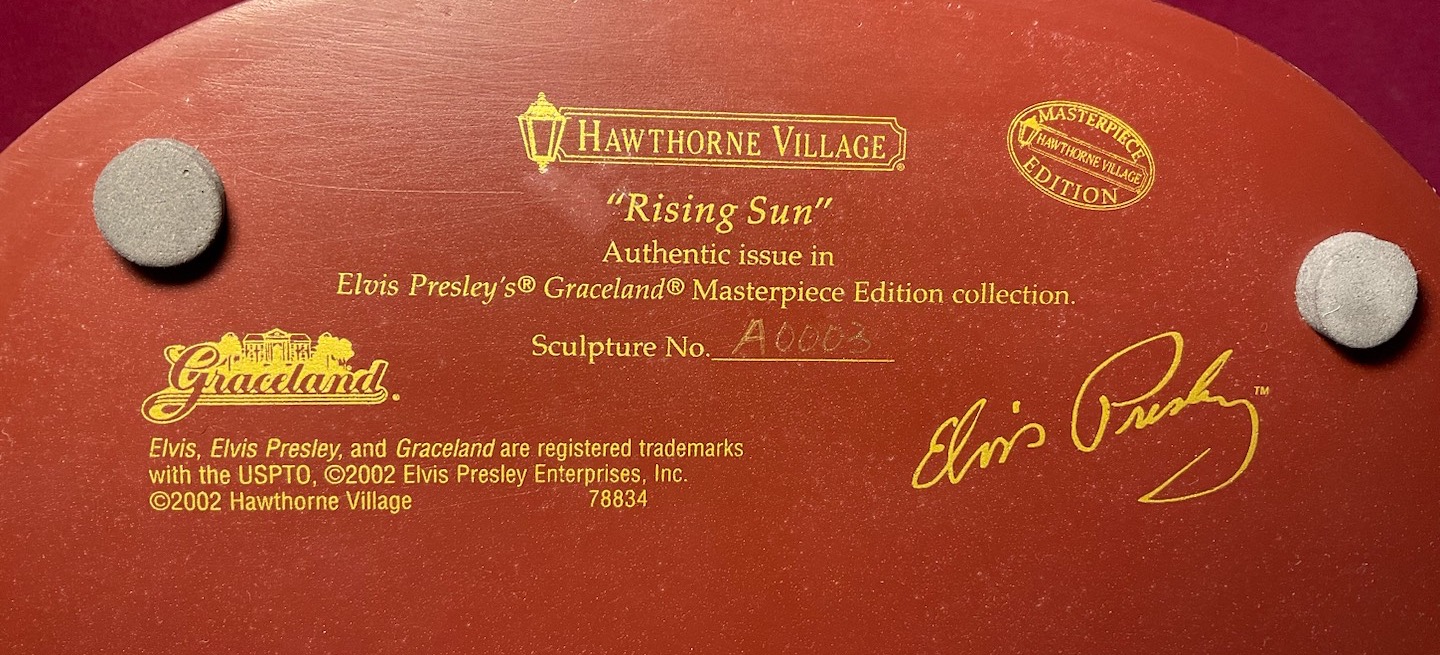 HAWTHORNE VILLAGE®
MASTERPIECE
HAWTHORNE VILLAGE
EDITION
"Rising Sun"
Authentic issue in
Elvis Presley's® Graceland® Masterpiece Edition collection.
Sculpture No. A0003
Graceland®
Elvis Presley™
Elvis, Elvis Presley, and Graceland are registered trademarks
with the USPTO, ©2002 Elvis Presley Enterprises, Inc.
©2002 Hawthorne Village 78834